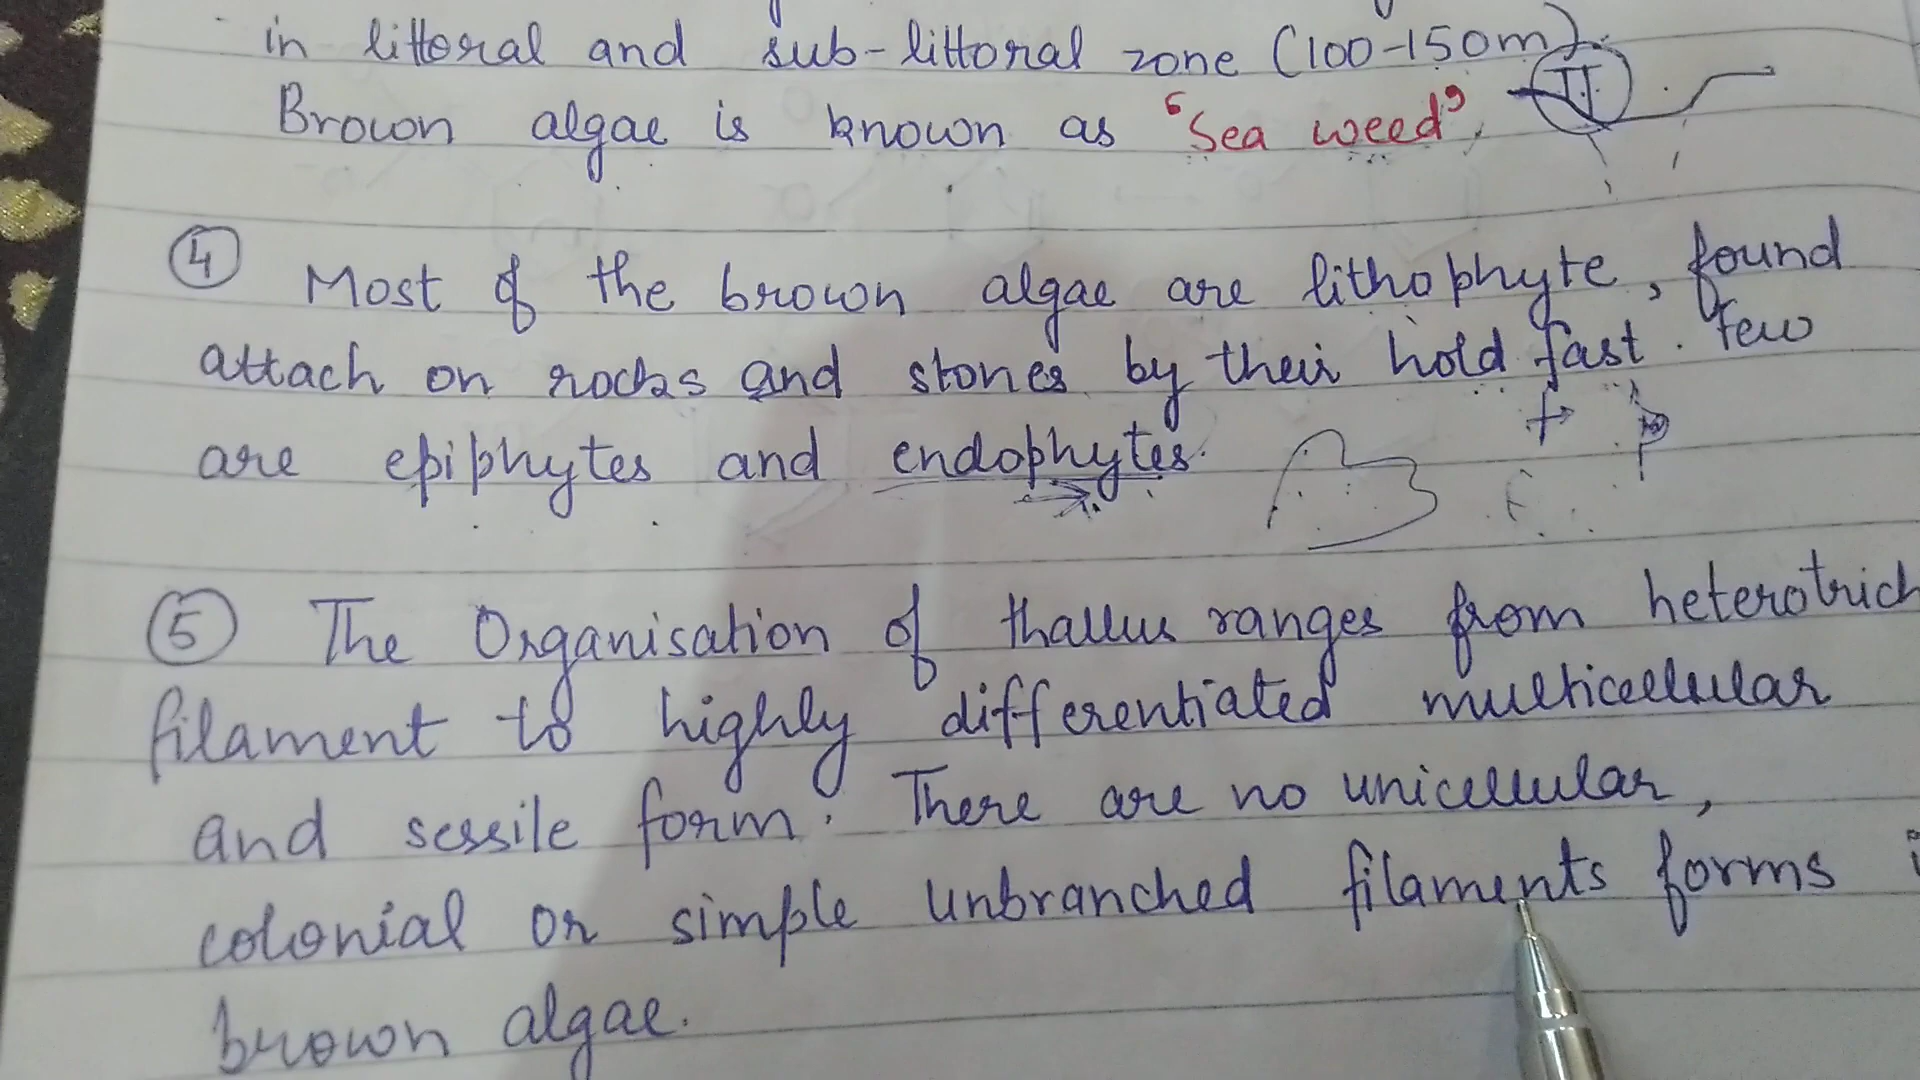 in littoral and sub-littoral zone (100-150m).
Brown algae is known as 'Sea weed',
④ Most of the brown algae are lithophyte, found
attach on rocks and stones by their hold fast. Few
are epiphytes and endophytes.
⑤ The Organisation of thallus ranges from heterotrich
filament to highly differentiated multicellular
and sessile form. There are no unicellular,
colonial or simple unbranched filaments forms i
brown algae.